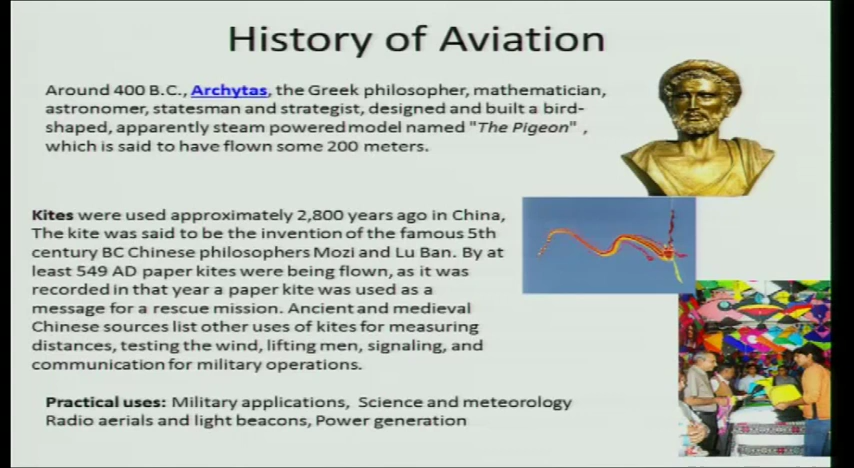 History of Aviation
Around 400 B.C., Archytas, the Greek philosopher, mathematician,
astronomer, statesman and strategist, designed and built a bird-
shaped, apparently steam powered model named "The Pigeon" ,
which is said to have flown some 200 meters.
Kites were used approximately 2,800 years ago in China,
The kite was said to be the invention of the famous 5th
century BC Chinese philosophers Mozi and Lu Ban. By at
least 549 AD paper kites were being flown, as it was
recorded in that year a paper kite was used as a
message for a rescue mission. Ancient and medieval
Chinese sources list other uses of kites for measuring
distances, testing the wind, lifting men, signaling, and
communication for military operations.
Practical uses: Military applications, Science and meteorology
Radio aerials and light beacons, Power generation